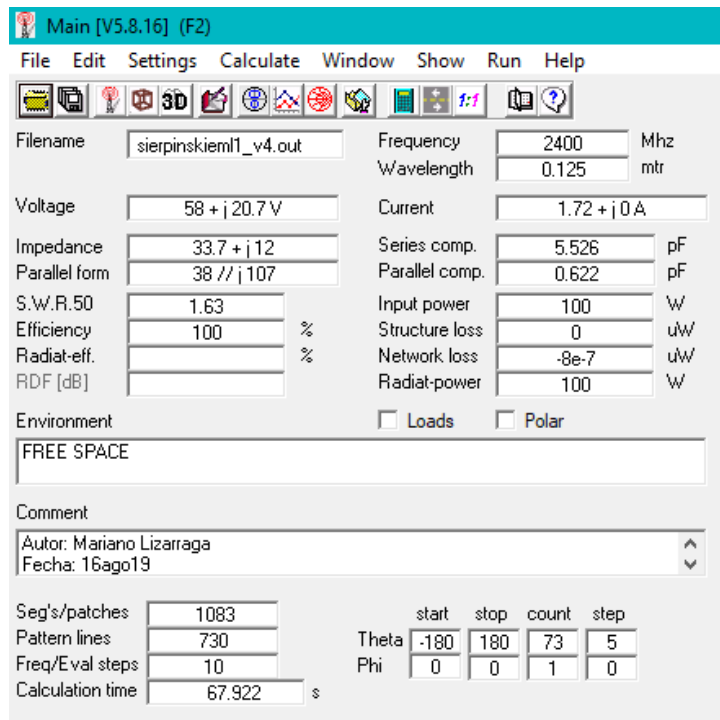 Main [V5.8.16] (F2)
File Edit Settings Calculate Window Show Run Help
3D 1:1
Filename sierpinskieml1_v4.out Frequency 2400 Mhz
Wavelength 0.125 mtr
Voltage 58 + j 20.7 V Current 1.72 + j 0 A
Impedance 33.7 + j 12 Series comp. 5.526 pF
Parallel form 38 // j 107 Parallel comp. 0.622 pF
S.W.R.50 1.63 Input power 100 W
Efficiency 100 % Structure loss 0 uW
Radiat-eff. % Network loss -8e-7 uW
RDF [dB] Radiat-power 100 W
Environment Loads Polar
FREE SPACE
Comment
Autor: Mariano Lizarraga
Fecha: 16ago19
Seg's/patches 1083 start stop count step
Pattern lines 730 Theta -180 180 73 5
Freq/Eval steps 10 Phi 0 0 1 0
Calculation time 67.922 s